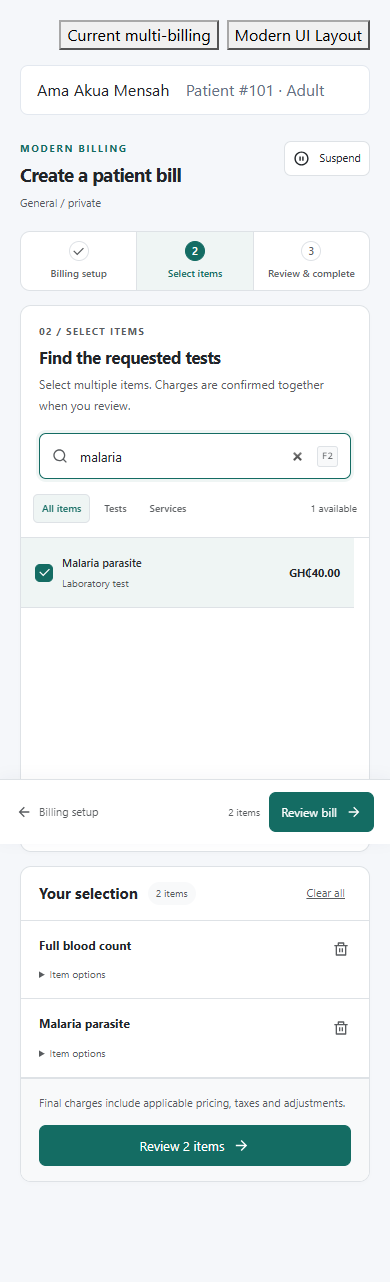 Current multi-billing
Modern UI Layout
Ama Akua Mensah Patient #101 · Adult
MODERN BILLING
Create a patient bill
General / private
Suspend
Billing setup
2
Select items
3
Review & complete
02 / SELECT ITEMS
Find the requested tests
Select multiple items. Charges are confirmed together
when you review.
malaria
F2
All items
Tests
Services
1 available
Malaria parasite
Laboratory test
GH₵40.00
Billing setup
2 items
Review bill
Your selection
2 items
Clear all
Full blood count
Item options
Malaria parasite
Item options
Final charges include applicable pricing, taxes and adjustments.
Review 2 items